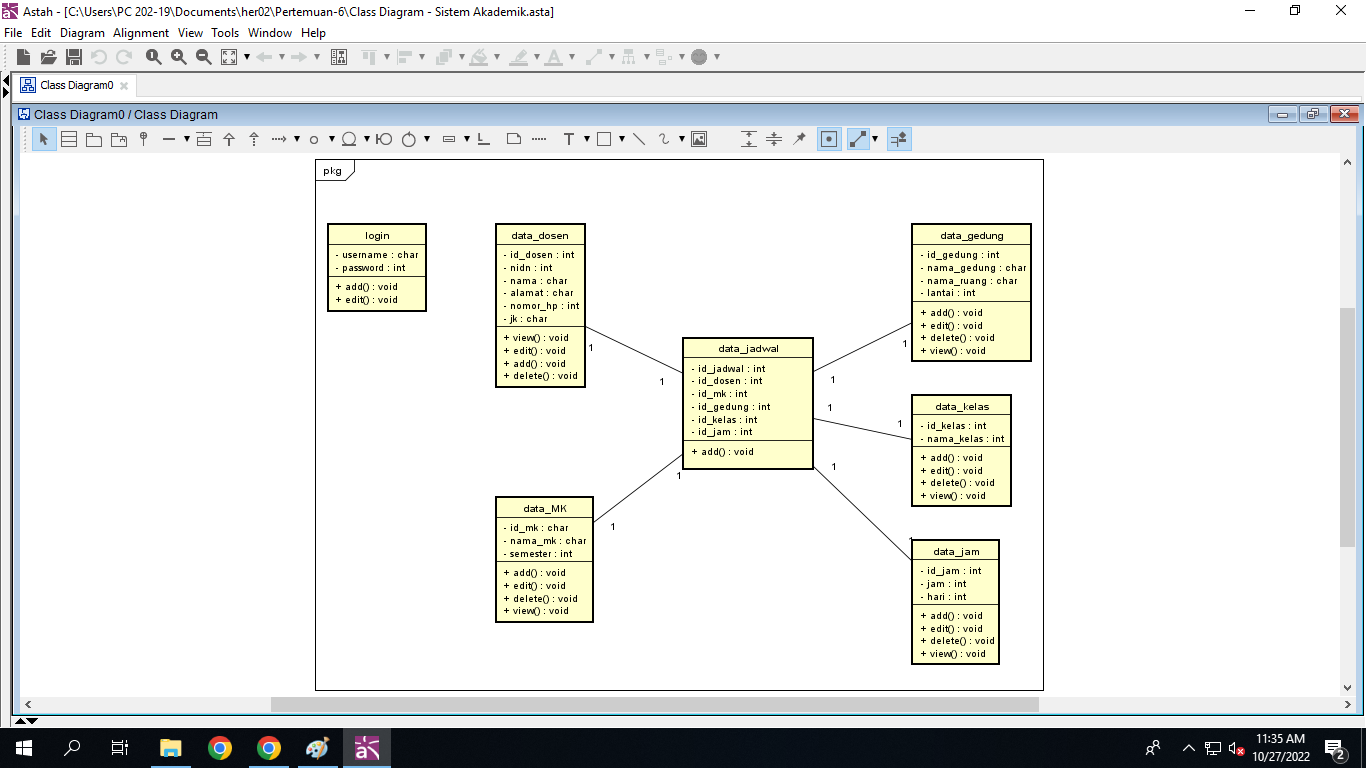 Astah - [C:\Users\PC 202-19\Documents\her02\Pertemuan-6\Class Diagram - Sistem Akademik.asta]
File Edit Diagram Alignment View Tools Window Help
Class Diagram0
Class Diagram0 / Class Diagram
pkg
login
- username : char
- password : int
+ add() : void
+ edit() : void
data_dosen
- id_dosen : int
- nidn : int
- nama : char
- alamat : char
- nomor_hp : int
- jk : char
+ view() : void
+ edit() : void
+ add() : void
+ delete() : void
1
1
data_jadwal
- id_jadwal : int
- id_dosen : int
- id_mk : int
- id_gedung : int
- id_kelas : int
- id_jam : int
+ add() : void
1
1
data_MK
- id_mk : char
- nama_mk : char
- semester : int
+ add() : void
+ edit() : void
+ delete() : void
+ view() : void
data_gedung
- id_gedung : int
- nama_gedung : char
- nama_ruang : char
- lantai : int
+ add() : void
+ edit() : void
+ delete() : void
+ view() : void
1
1
1
1
data_kelas
- id_kelas : int
- nama_kelas : int
+ add() : void
+ edit() : void
+ delete() : void
+ view() : void
1
1
data_jam
- id_jam : int
- jam : int
- hari : int
+ add() : void
+ edit() : void
+ delete() : void
+ view() : void
11:35 AM
10/27/2022
2